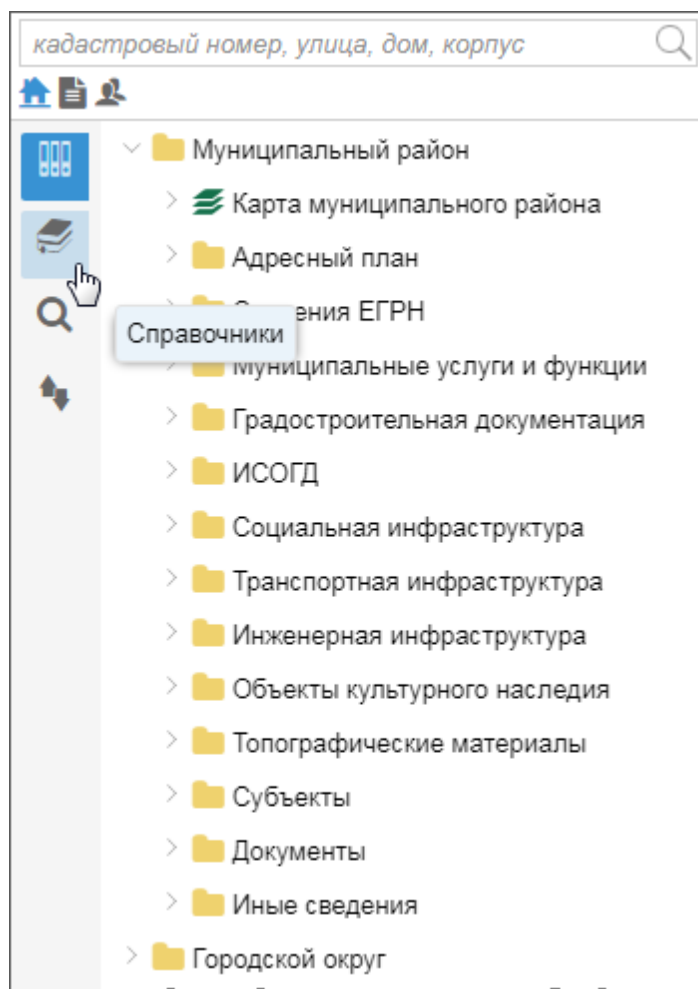 кадастровый номер, улица, дом, корпус
Муниципальный район
Карта муниципального района
Адресный план
ения ЕГРН
Справочники
Муниципальные услуги и функции
Градостроительная документация
ИСОГД
Социальная инфраструктура
Транспортная инфраструктура
Инженерная инфраструктура
Объекты культурного наследия
Топографические материалы
Субъекты
Документы
Иные сведения
Городской округ